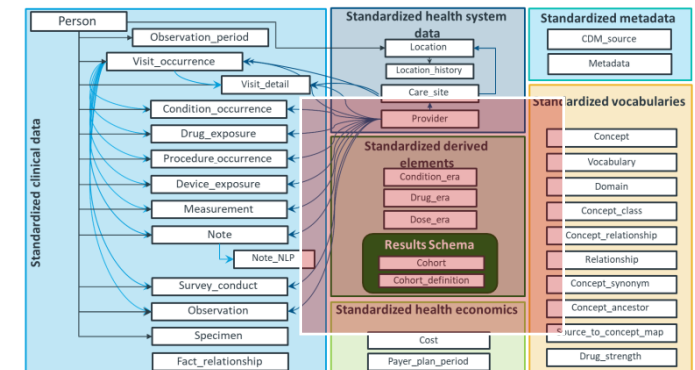 Person
Observation_period
Visit_occurrence
Visit_detail
Condition_occurrence
Drug_exposure
Procedure_occurrence
Device_exposure
Measurement
Note
Note_NLP
Survey_conduct
Observation
Specimen
Fact_relationship
Standardized clinical data
Standardized health system
data
Location
Location_history
Care_site
Provider
Standardized derived
elements
Condition_era
Drug_era
Dose_era
Results Schema
Cohort
Cohort_definition
Standardized health economics
Cost
Payer_plan_period
Standardized metadata
CDM_source
Metadata
Standardized vocabularies
Concept
Vocabulary
Domain
Concept_class
Concept_relationship
Relationship
Concept_synonym
Concept_ancestor
Source_to_concept_map
Drug_strength